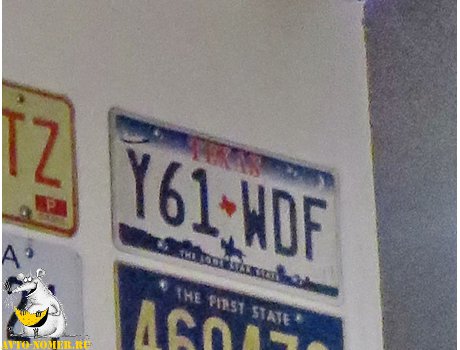 TZ
P
TEXAS
Y61 WDF
THE LONE STAR STATE
A
THE FIRST STATE
AVTO-NOMER.RU